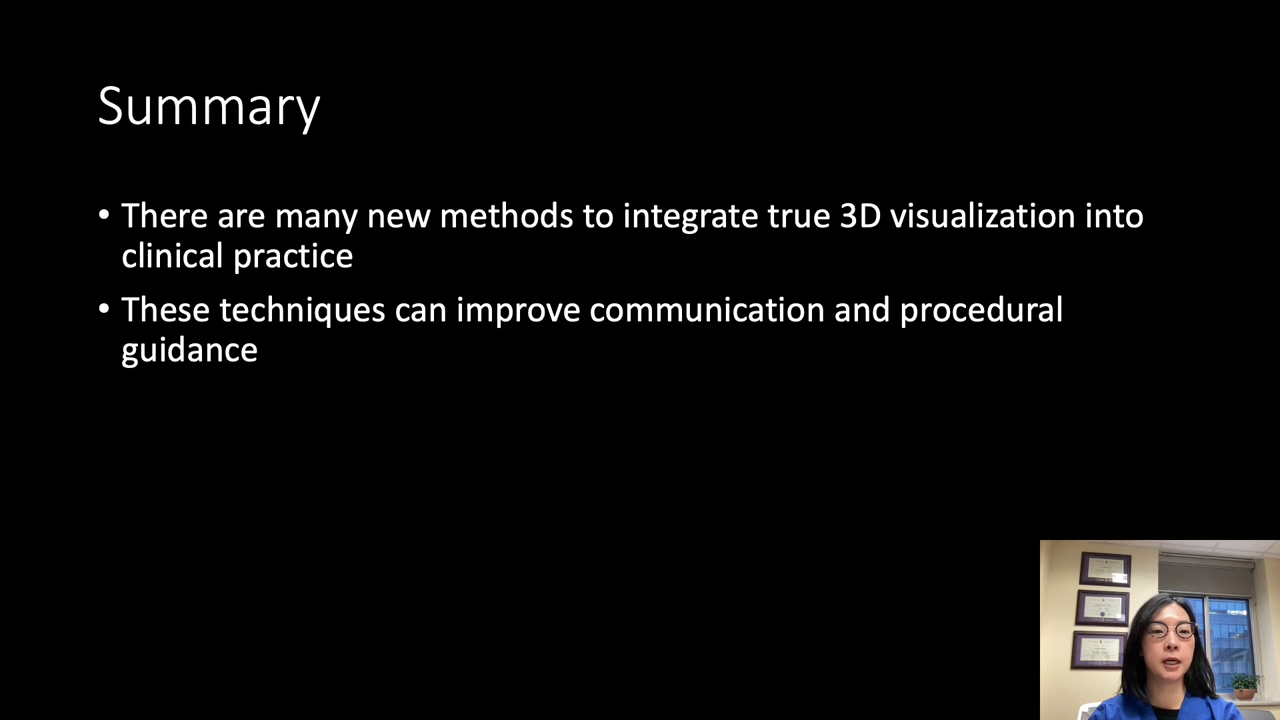 Summary
• There are many new methods to integrate true 3D visualization into
clinical practice
• These techniques can improve communication and procedural
guidance